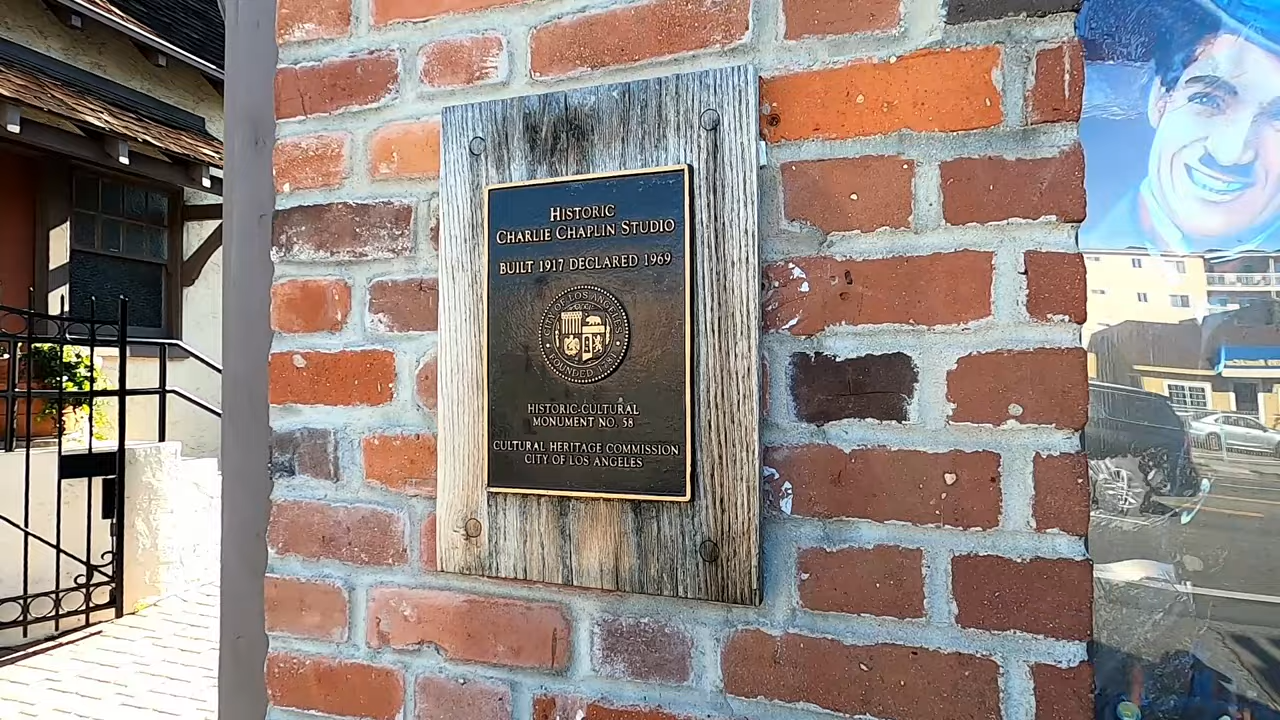 HISTORIC
CHARLIE CHAPLIN STUDIO
BUILT 1917 DECLARED 1969
CITY OF LOS ANGELES
FOUNDED 1781
HISTORIC-CULTURAL
MONUMENT NO. 58
CULTURAL HERITAGE COMMISSION
CITY OF LOS ANGELES